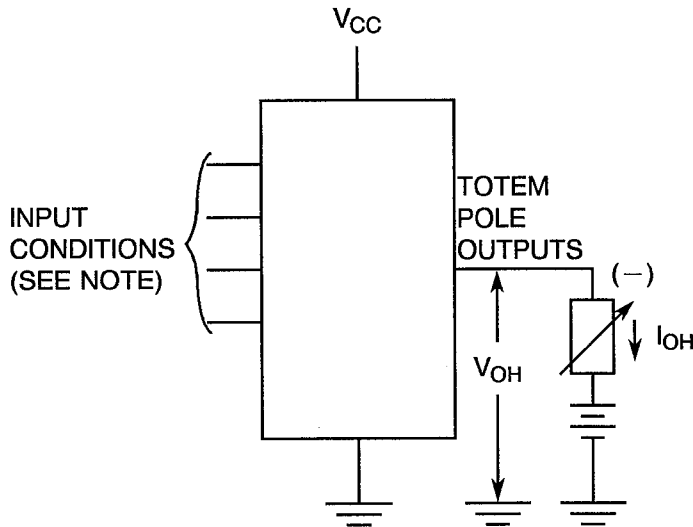 VCC
INPUT
CONDITIONS
(SEE NOTE)
TOTEM
POLE
OUTPUTS
(—)
IOH
VOH